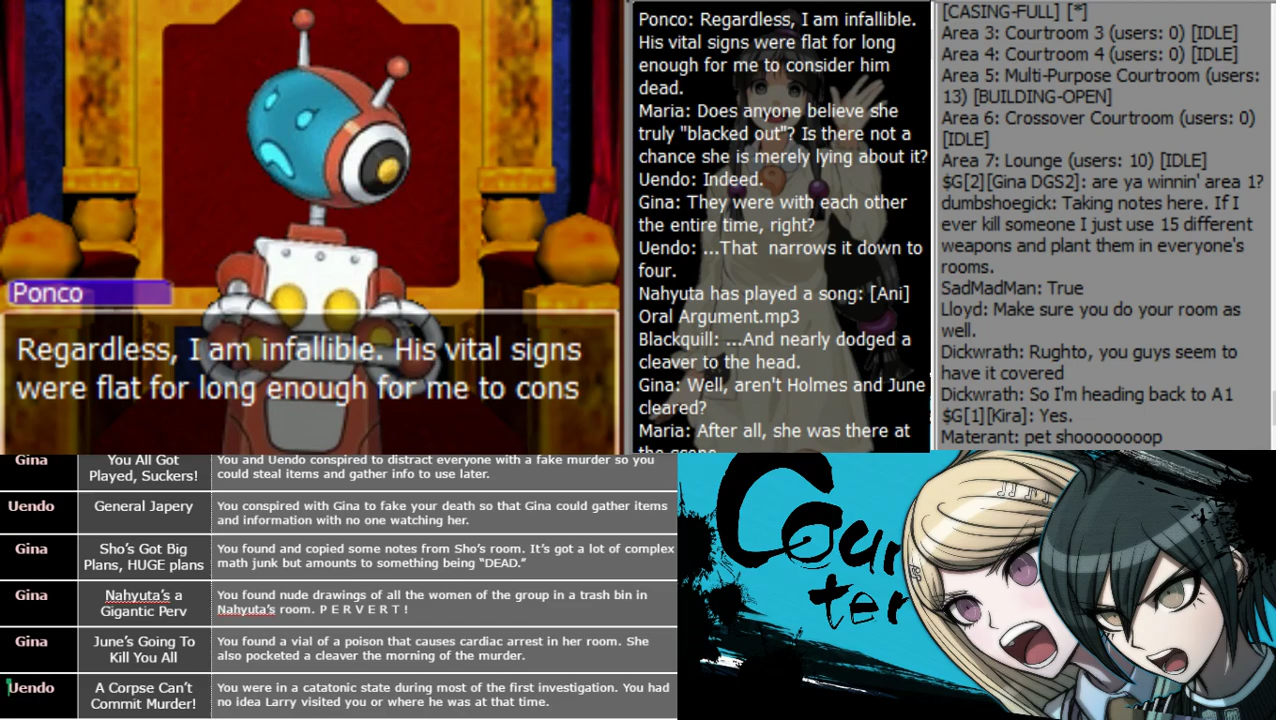 Ponco
Regardless, I am infallible. His vital signs
were flat for long enough for me to cons
Ponco: Regardless, I am infallible.
His vital signs were flat for long
enough for me to consider him
dead.
Maria: Does anyone believe she
truly "blacked out"? Is there not a
chance she is merely lying about it?
Uendo: Indeed.
Gina: They were with each other
the entire time, right?
Uendo: ...That narrows it down to
four.
Nahyuta has played a song: [Ani]
Oral Argument.mp3
Blackquill: ...And nearly dodged a
cleaver to the head.
Gina: Well, aren't Holmes and June
cleared?
Maria: After all, she was there at
the scene
[CASING-FULL] [*]
Area 3: Courtroom 3 (users: 0) [IDLE]
Area 4: Courtroom 4 (users: 0) [IDLE]
Area 5: Multi-Purpose Courtroom (users:
13) [BUILDING-OPEN]
Area 6: Crossover Courtroom (users: 0)
[IDLE]
Area 7: Lounge (users: 10) [IDLE]
$G[2][Gina DGS2]: are ya winnin' area 1?
dumbshoegick: Taking notes here. If I
ever kill someone I just use 15 different
weapons and plant them in everyone's
rooms.
SadMadMan: True
Lloyd: Make sure you do your room as
well.
Dickwrath: Rughto, you guys seem to
have it covered
Dickwrath: So I'm heading back to A1
$G[1][Kira]: Yes.
Materant: pet shooooooop
Gina
You All Got
Played, Suckers!
You and Uendo conspired to distract everyone with a fake murder so you
could steal items and gather info to use later.
Uendo
General Japery
You conspired with Gina to fake your death so that Gina could gather items
and information with no one watching her.
Gina
Sho's Got Big
Plans, HUGE plans
You found and copied some notes from Sho's room. It's got a lot of complex
math junk but amounts to something being "DEAD."
Gina
Nahyuta's a
Gigantic Perv
You found nude drawings of all the women of the group in a trash bin in
Nahyuta's room. P E R V E R T !
Gina
June's Going To
Kill You All
You found a vial of a poison that causes cardiac arrest in her room. She
also pocketed a cleaver the morning of the murder.
Uendo
A Corpse Can't
Commit Murder!
You were in a catatonic state during most of the first investigation. You had
no idea Larry visited you or where he was at that time.
Coun
ter